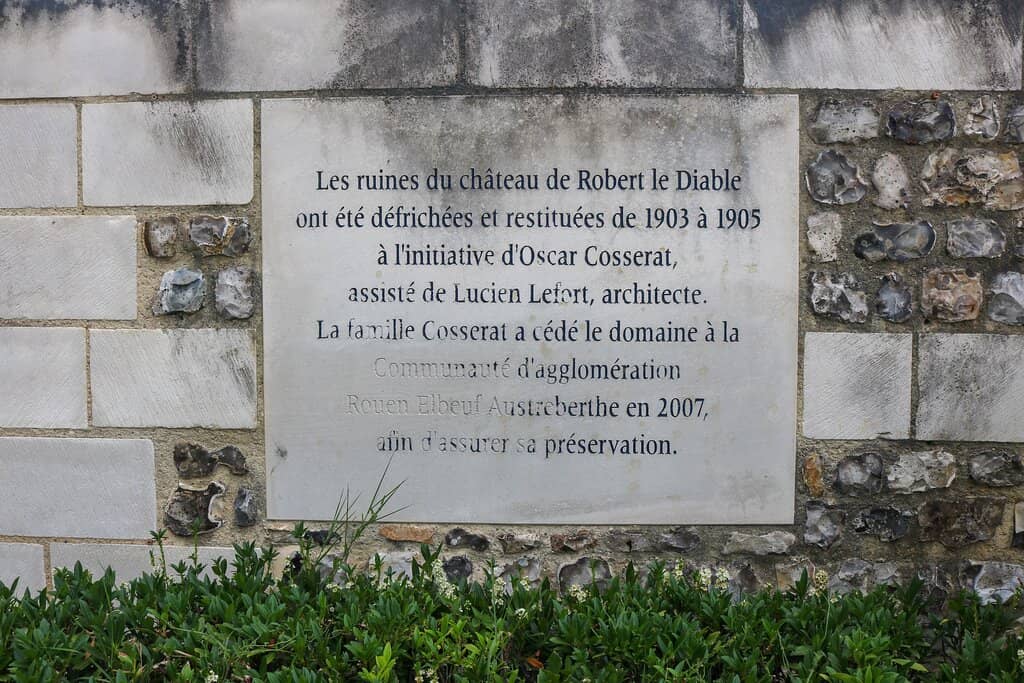 Les ruines du château de Robert le Diable
ont été défrichées et restituées de 1903 à 1905
à l'initiative d'Oscar Cosserat,
assisté de Lucien Lefort, architecte.
La famille Cosserat a cédé le domaine à la
Communauté d'agglomération
Rouen Elbeuf Austreberthe en 2007,
afin d'assurer sa préservation.